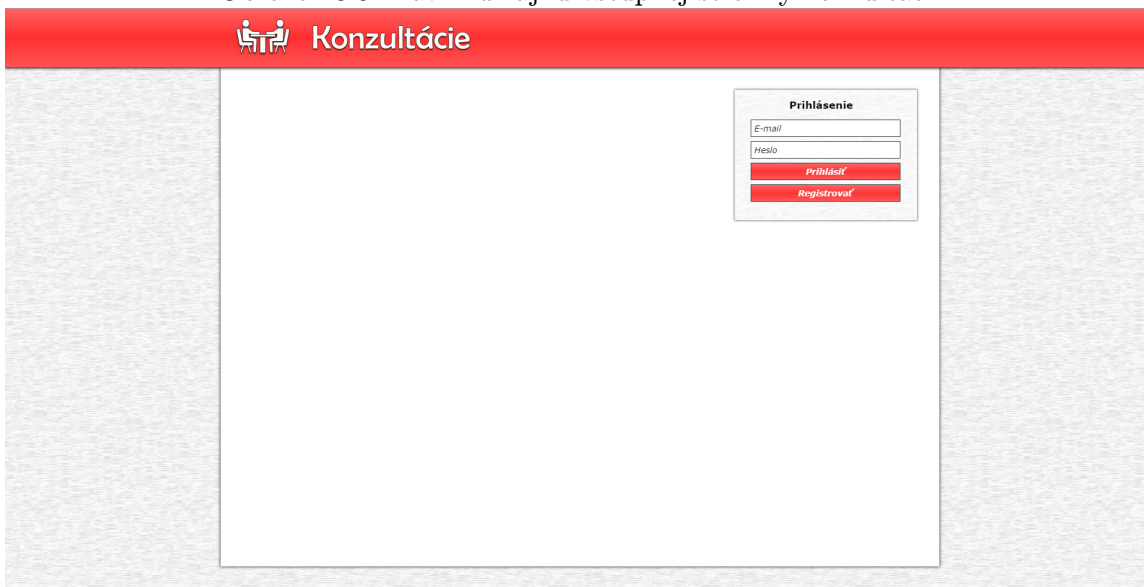 Konzultácie
Prihlásenie
E-mail
Heslo
Prihlásiť
Registrovať